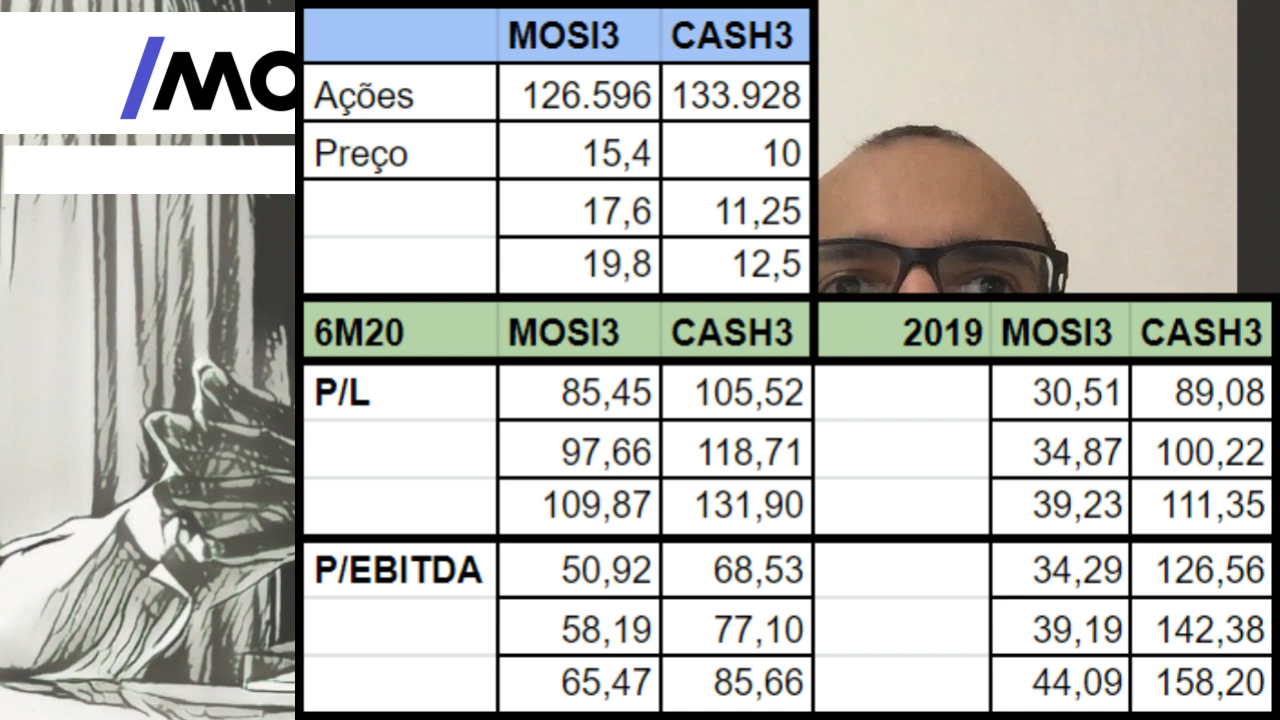 /MO
MOSI3 CASH3
Ações 126.596 133.928
Preço 15,4 10
17,6 11,25
19,8 12,5
6M20 MOSI3 CASH3 2019 MOSI3 CASH3
P/L 85,45 105,52 30,51 89,08
97,66 118,71 34,87 100,22
109,87 131,90 39,23 111,35
P/EBITDA 50,92 68,53 34,29 126,56
58,19 77,10 39,19 142,38
65,47 85,66 44,09 158,20